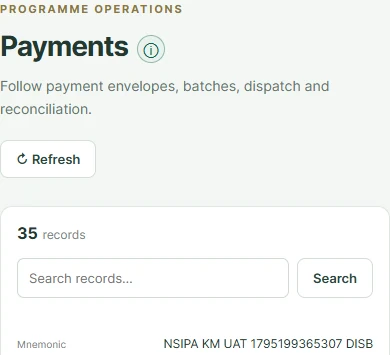 PROGRAMME OPERATIONS
Payments
Follow payment envelopes, batches, dispatch and
reconciliation.
↻ Refresh
35 records
Search records...
Search
Mnemonic NSIPA KM UAT 1795199365307 DISB